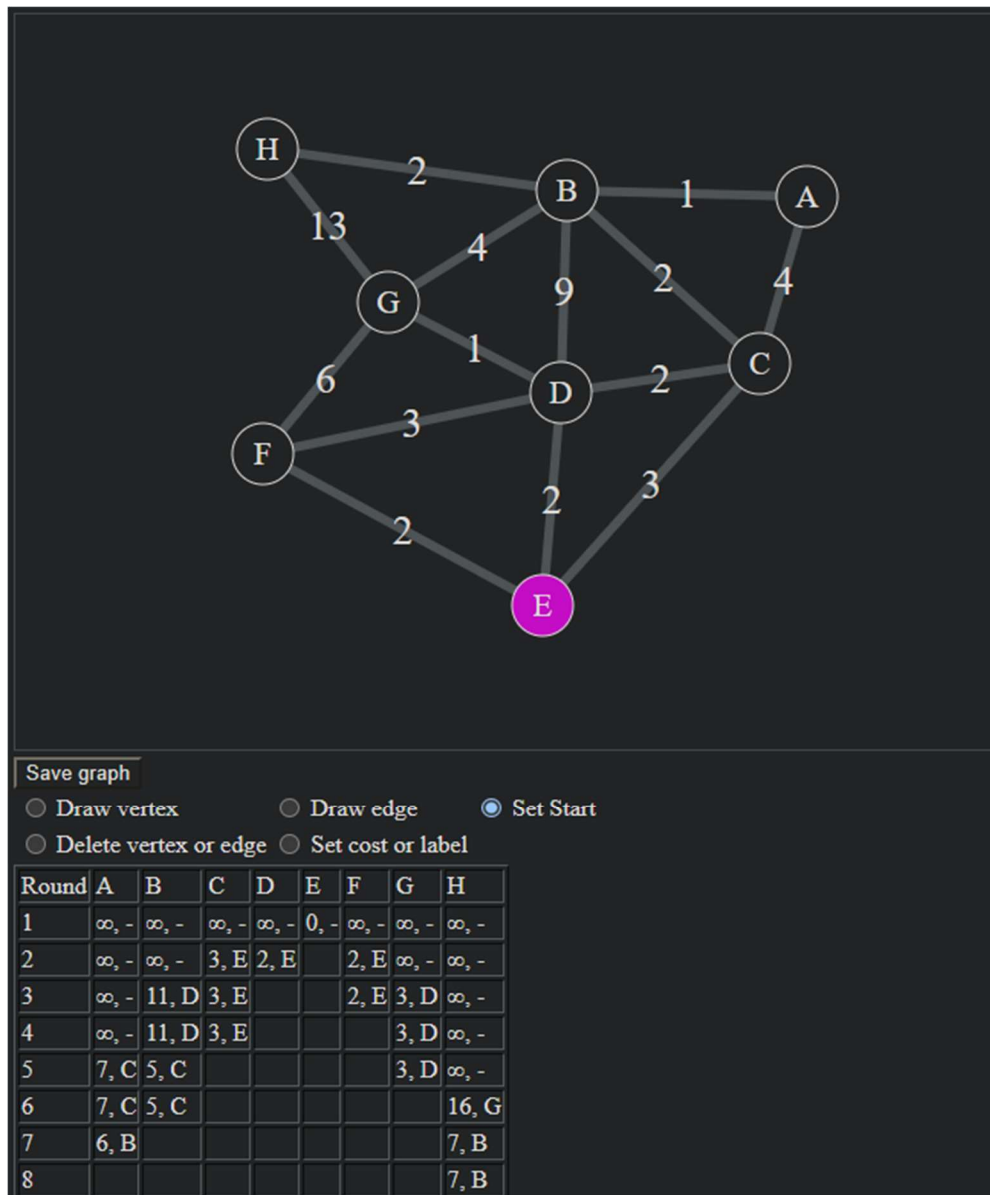 H
2
B
1
A
13
4
9
2
4
G
1
C
6
D
2
3
F
2
3
2
E
Save graph
Draw vertex Draw edge Set Start
Delete vertex or edge Set cost or label
Round A B C D E F G H
1 ∞, - ∞, - ∞, - ∞, - 0, - ∞, - ∞, - ∞, -
2 ∞, - ∞, - 3, E 2, E 2, E ∞, - ∞, -
3 ∞, - 11, D 3, E 2, E 3, D ∞, -
4 ∞, - 11, D 3, E 3, D ∞, -
5 7, C 5, C 3, D ∞, -
6 7, C 5, C 16, G
7 6, B 7, B
8 7, B